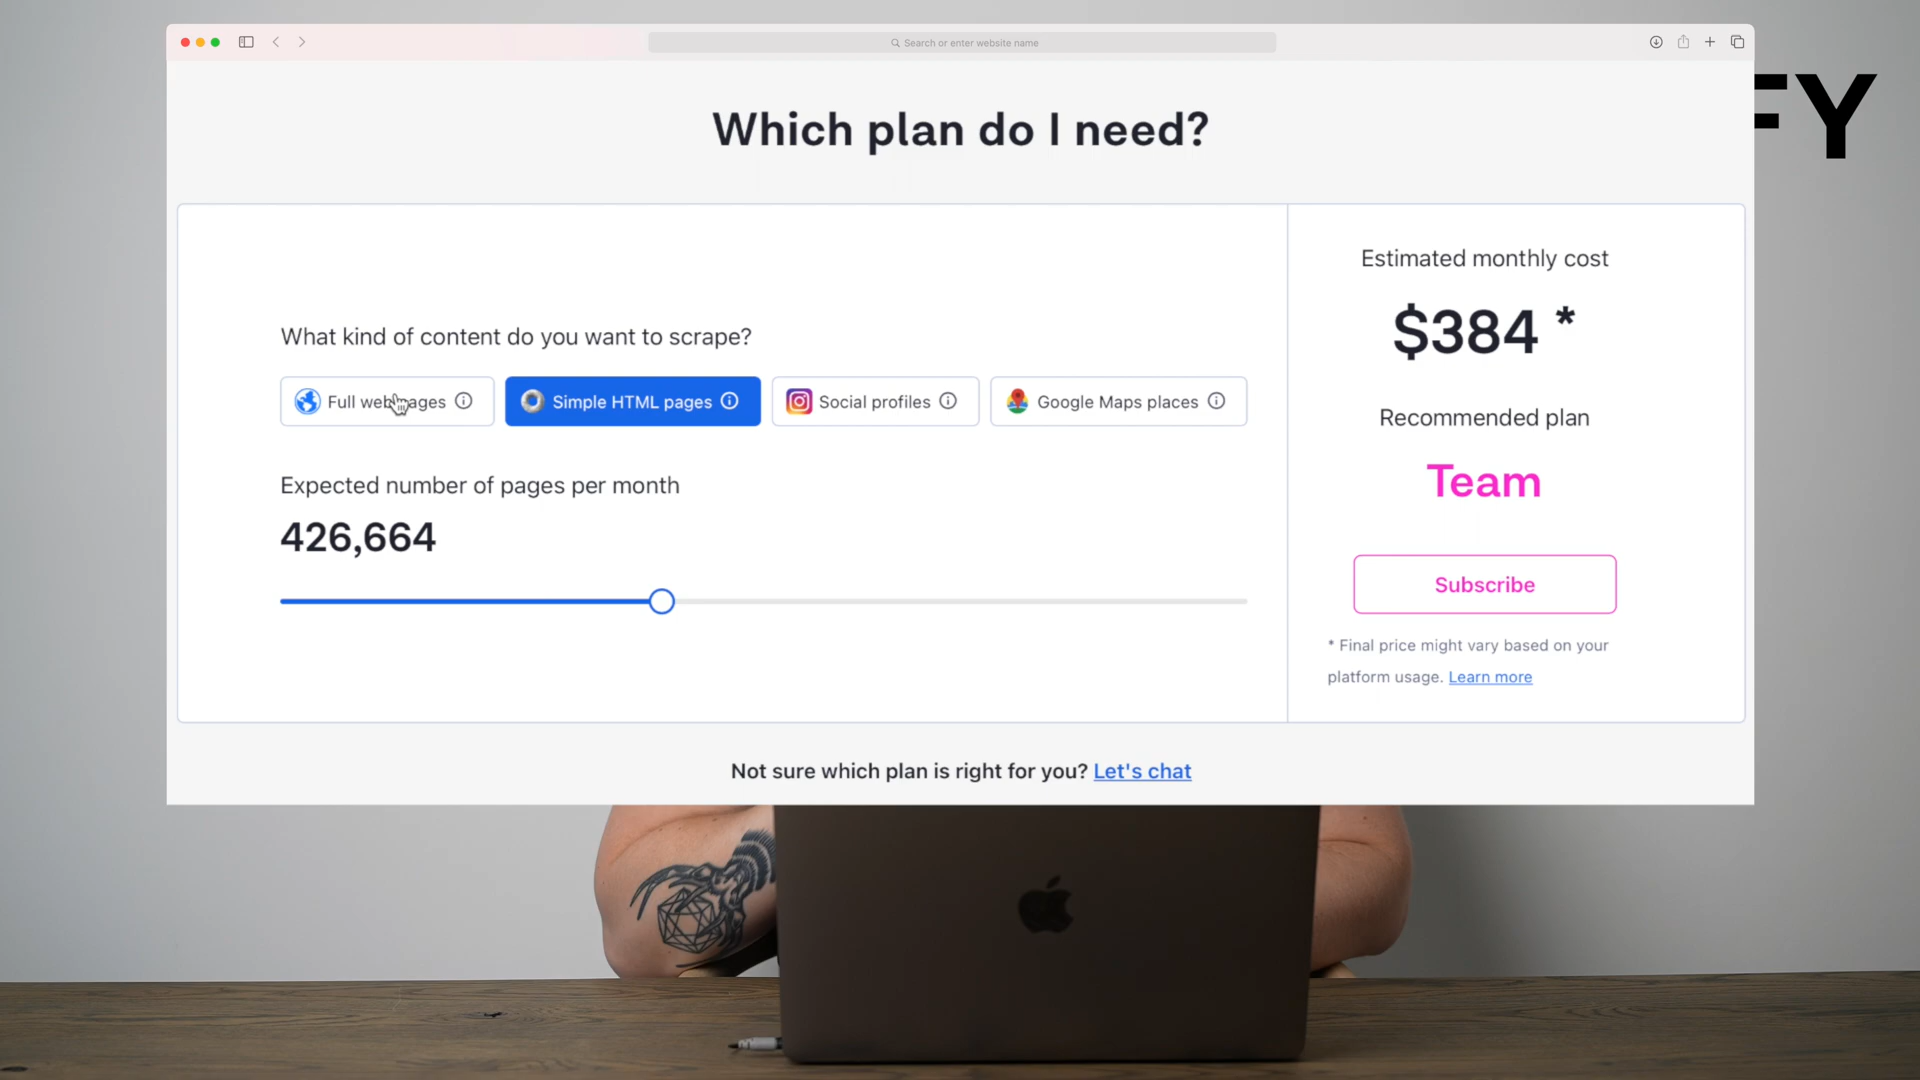 Search or enter website name
FY
Which plan do I need?
What kind of content do you want to scrape?
Full web pages
Simple HTML pages
Social profiles
Google Maps places
Expected number of pages per month
426,664
Estimated monthly cost
$384 *
Recommended plan
Team
Subscribe
* Final price might vary based on your
platform usage. Learn more
Not sure which plan is right for you? Let's chat